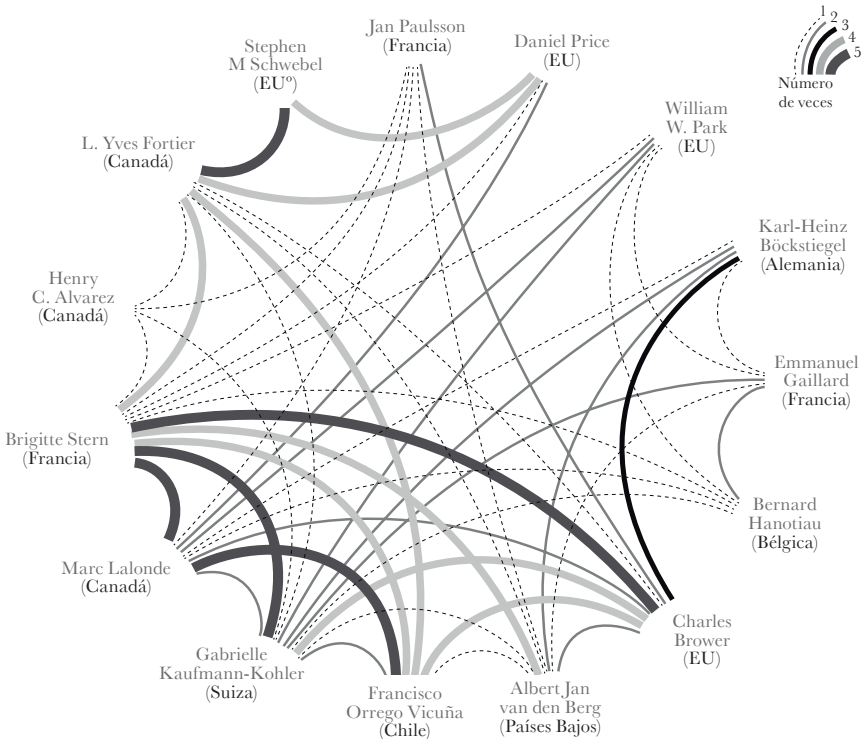 Jan Paulsson
(Francia)
Daniel Price
(EU)
Stephen
M Schwebel
(EUº)
1 2 3
4
5
Número
de veces
William
W. Park
(EU)
L. Yves Fortier
(Canadá)
Karl-Heinz
Böckstiegel
(Alemania)
Henry
C. Alvarez
(Canadá)
Emmanuel
Gaillard
(Francia)
Brigitte Stern
(Francia)
Bernard
Hanotiau
(Bélgica)
Marc Lalonde
(Canadá)
Charles
Brower
(EU)
Gabrielle
Kaufmann-Kohler
(Suiza)
Francisco
Orrego Vicuña
(Chile)
Albert Jan
van den Berg
(Países Bajos)